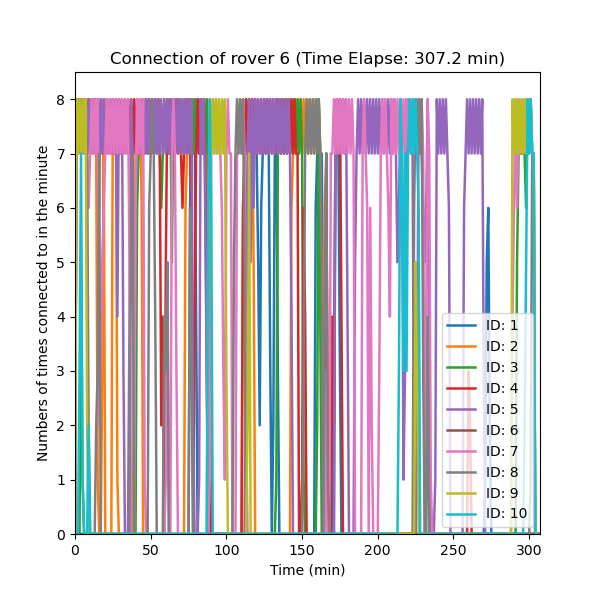 Connection of rover 6 (Time Elapse: 307.2 min)
Numbers of times connected to in the minute
8
7
6
5
4
3
2
1
0
ID: 1
ID: 2
ID: 3
ID: 4
ID: 5
ID: 6
ID: 7
ID: 8
ID: 9
ID: 10
0 50 100 150 200 250 300
Time (min)